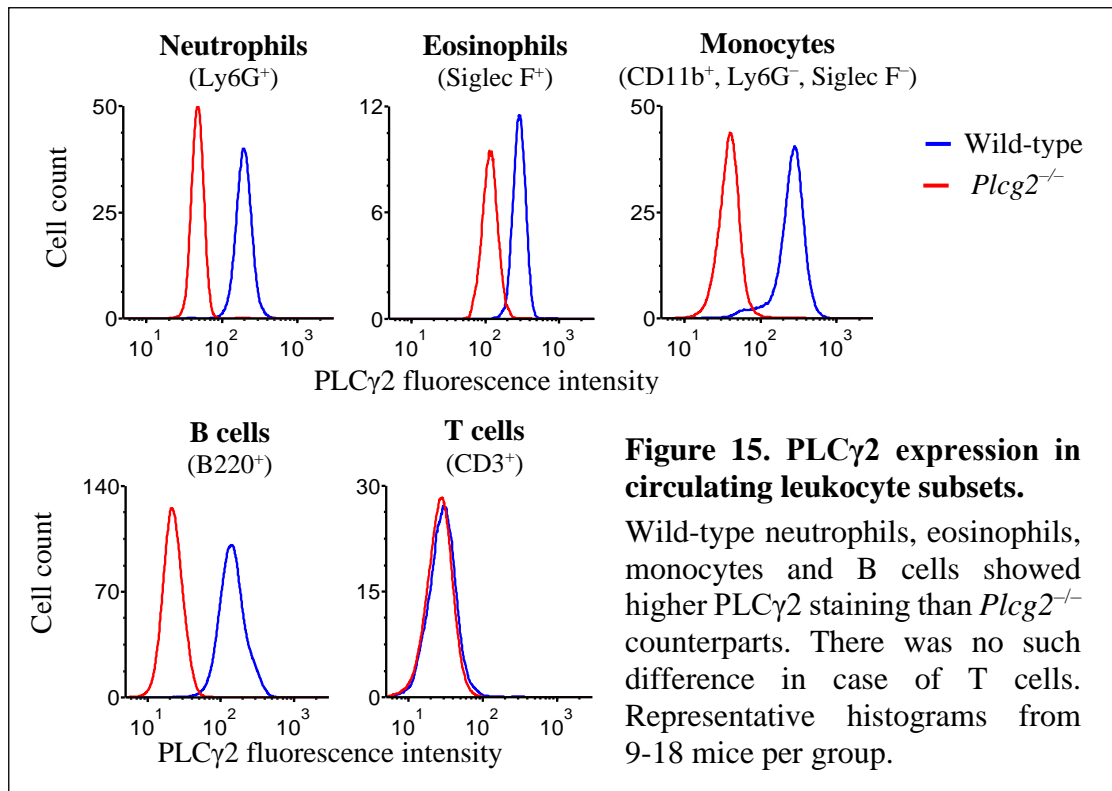 Neutrophils
(Ly6G⁺)
Eosinophils
(Siglec F⁺)
Monocytes
(CD11b⁺, Ly6G⁻, Siglec F⁻)
Cell count
50
25
0
10¹ 10² 10³
12
6
0
10¹ 10² 10³
50
25
0
10¹ 10² 10³
Wild-type
Plcg2⁻/⁻
PLCγ2 fluorescence intensity
B cells
(B220⁺)
T cells
(CD3⁺)
Cell count
140
70
0
10¹ 10² 10³
30
15
0
10¹ 10² 10³
PLCγ2 fluorescence intensity
Figure 15. PLCγ2 expression in
circulating leukocyte subsets.
Wild-type neutrophils, eosinophils,
monocytes and B cells showed
higher PLCγ2 staining than Plcg2⁻/⁻
counterparts. There was no such
difference in case of T cells.
Representative histograms from
9-18 mice per group.